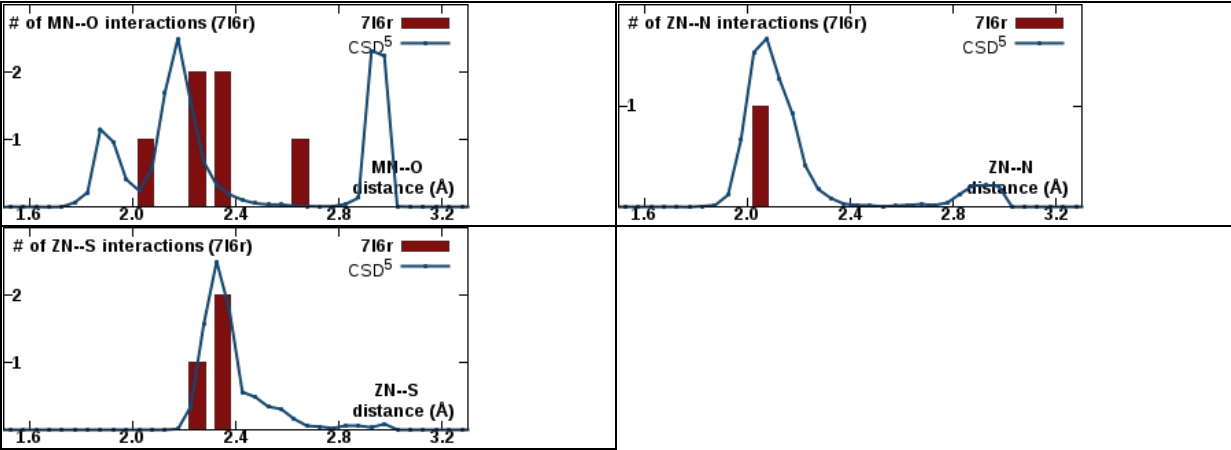 # of MN--O interactions (7l6r)
7l6r
CSD5
2
1
MN--O
distance (Å)
1.6 2.0 2.4 2.8 3.2
# of ZN--N interactions (7l6r)
7l6r
CSD5
1
ZN--N
distance (Å)
1.6 2.0 2.4 2.8 3.2
# of ZN--S interactions (7l6r)
7l6r
CSD5
2
1
ZN--S
distance (Å)
1.6 2.0 2.4 2.8 3.2